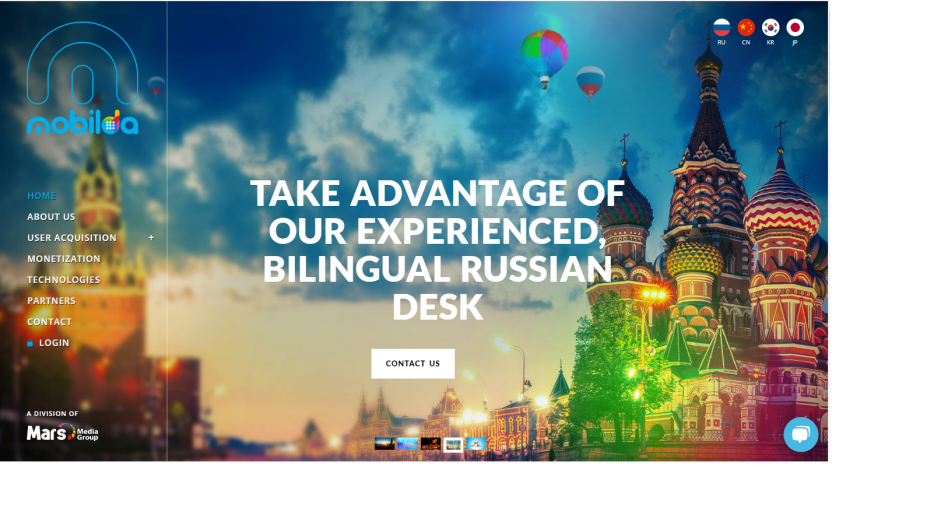 RU CN KR JP
mobilda
HOME
ABOUT US
USER ACQUISITION +
MONETIZATION
TECHNOLOGIES
PARTNERS
CONTACT
LOGIN
TAKE ADVANTAGE OF
OUR EXPERIENCED,
BILINGUAL RUSSIAN
DESK
CONTACT US
A DIVISION OF
Mars Media
Group